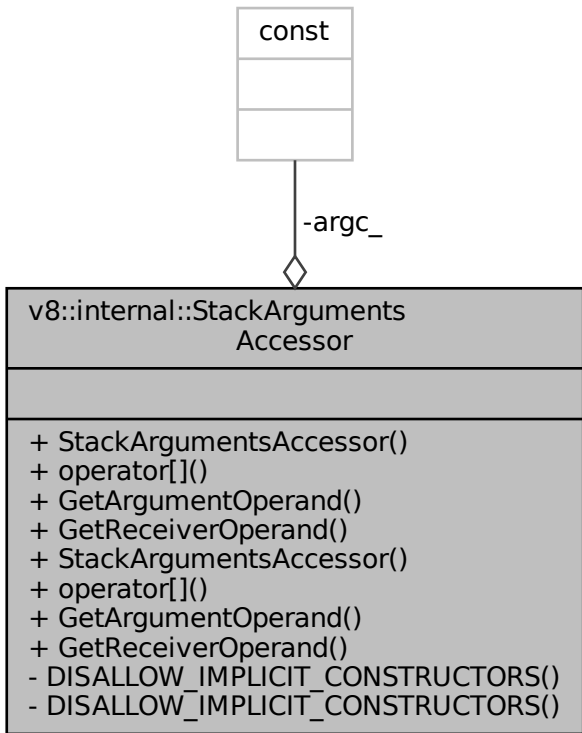 const
-argc_
v8::internal::StackArguments
Accessor
+ StackArgumentsAccessor()
+ operator[]()
+ GetArgumentOperand()
+ GetReceiverOperand()
+ StackArgumentsAccessor()
+ operator[]()
+ GetArgumentOperand()
+ GetReceiverOperand()
- DISALLOW_IMPLICIT_CONSTRUCTORS()
- DISALLOW_IMPLICIT_CONSTRUCTORS()